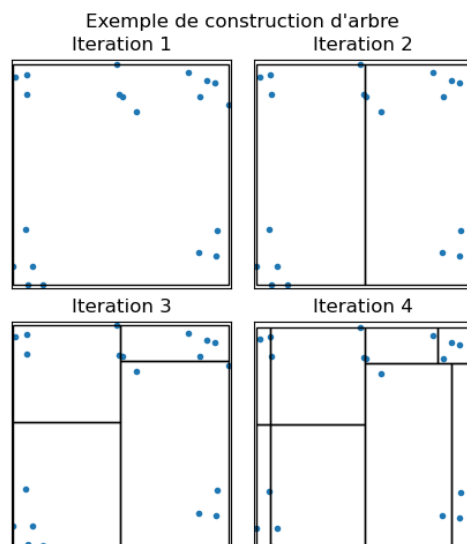 Exemple de construction d'arbre
Iteration 1
Iteration 2
Iteration 3
Iteration 4